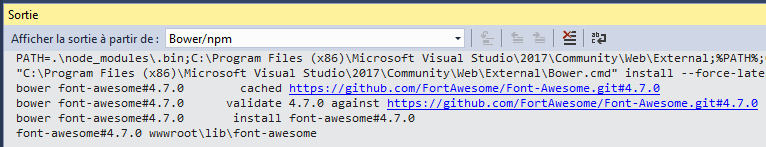 Sortie
Afficher la sortie à partir de : Bower/npm
PATH=.\node_modules\.bin;C:\Program Files (x86)\Microsoft Visual Studio\2017\Community\Web\External;%PATH%;
"C:\Program Files (x86)\Microsoft Visual Studio\2017\Community\Web\External\Bower.cmd" install --force-late
bower font-awesome#4.7.0 cached https://github.com/FortAwesome/Font-Awesome.git#4.7.0
bower font-awesome#4.7.0 validate 4.7.0 against https://github.com/FortAwesome/Font-Awesome.git#4.7.0
bower font-awesome#4.7.0 install font-awesome#4.7.0
font-awesome#4.7.0 wwwroot\lib\font-awesome